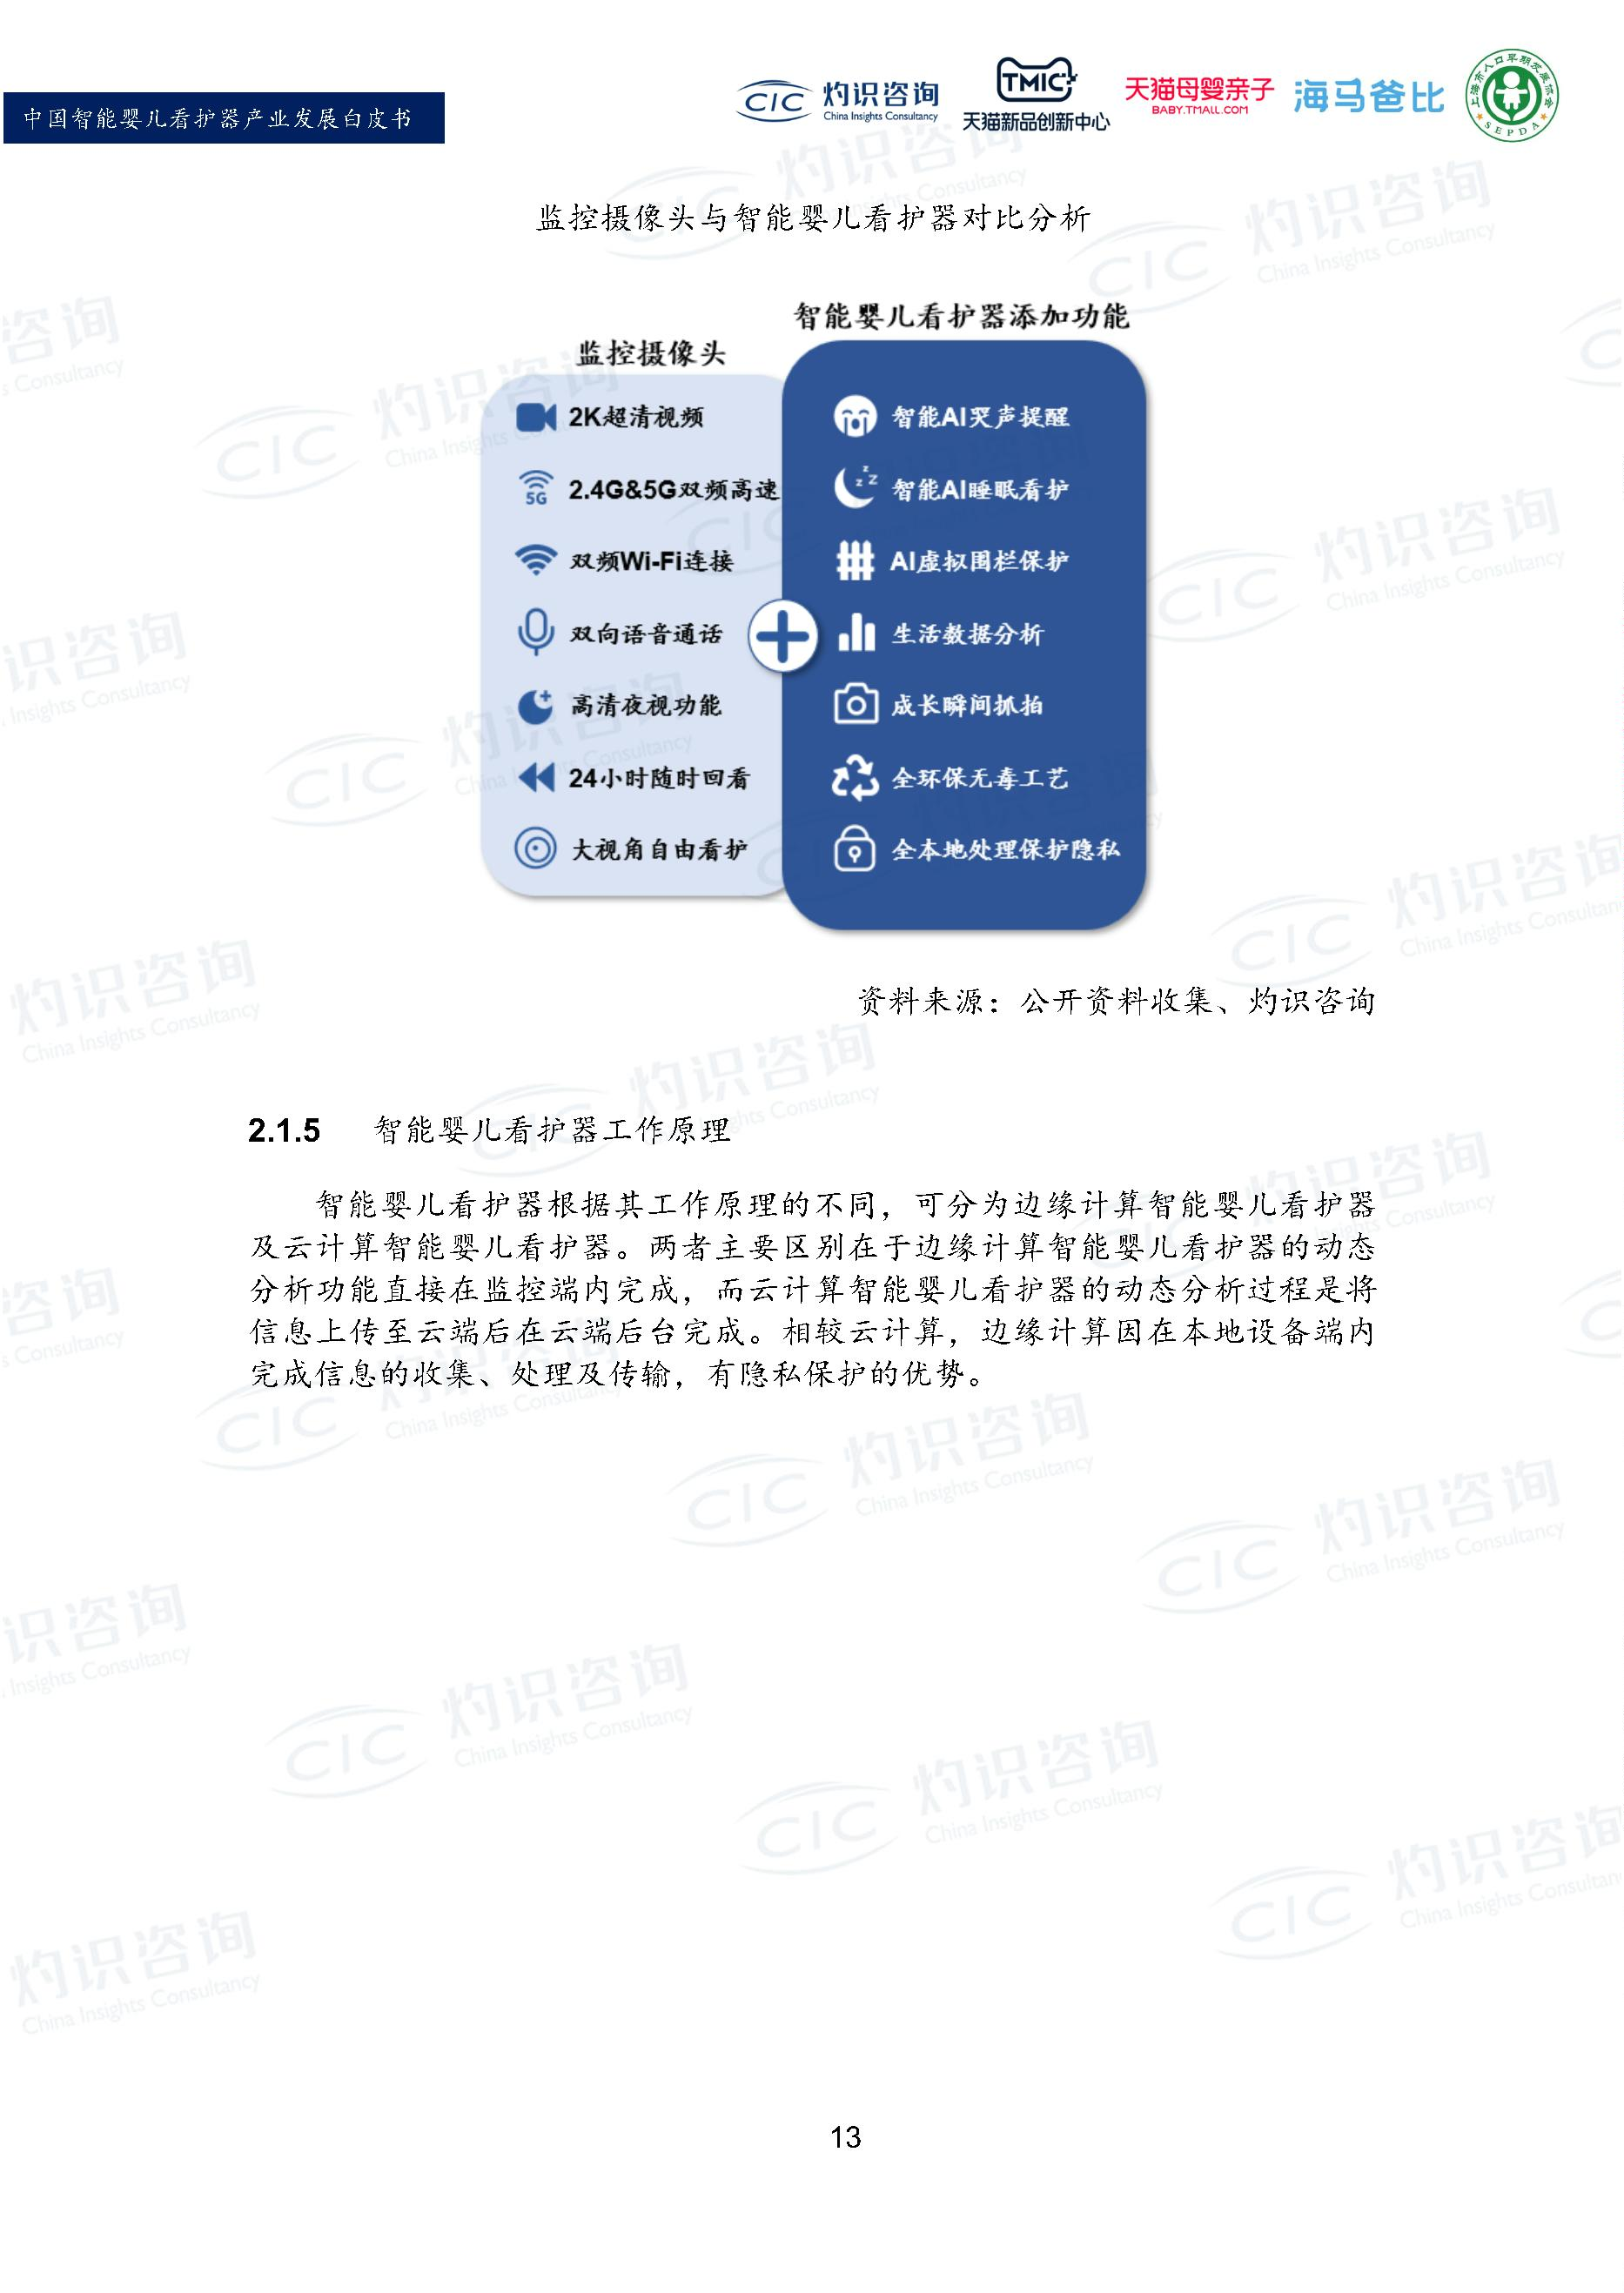 中国智能婴儿看护器产业发展白皮书
CIC 灼识咨询
China Insights Consultancy
TMIC
天猫新品创新中心
天猫母婴亲子
BABY.TMALL.COM
海马爸比
上海市人口早期发展协会
SEPDA
监控摄像头与智能婴儿看护器对比分析
监控摄像头
2K超清视频
5G
2.4G&5G双频高速
双频Wi-Fi连接
双向语音通话
高清夜视功能
24小时随时回看
大视角自由看护
智能婴儿看护器添加功能
智能AI哭声提醒
智能AI睡眠看护
AI虚拟围栏保护
生活数据分析
成长瞬间抓拍
全环保无毒工艺
全本地处理保护隐私
资料来源：公开资料收集、灼识咨询
2.1.5 智能婴儿看护器工作原理
智能婴儿看护器根据其工作原理的不同，可分为边缘计算智能婴儿看护器
及云计算智能婴儿看护器。两者主要区别在于边缘计算智能婴儿看护器的动态
分析功能直接在监控端内完成，而云计算智能婴儿看护器的动态分析过程是将
信息上传至云端后在云端后台完成。相较云计算，边缘计算因在本地设备端内
完成信息的收集、处理及传输，有隐私保护的优势。
13